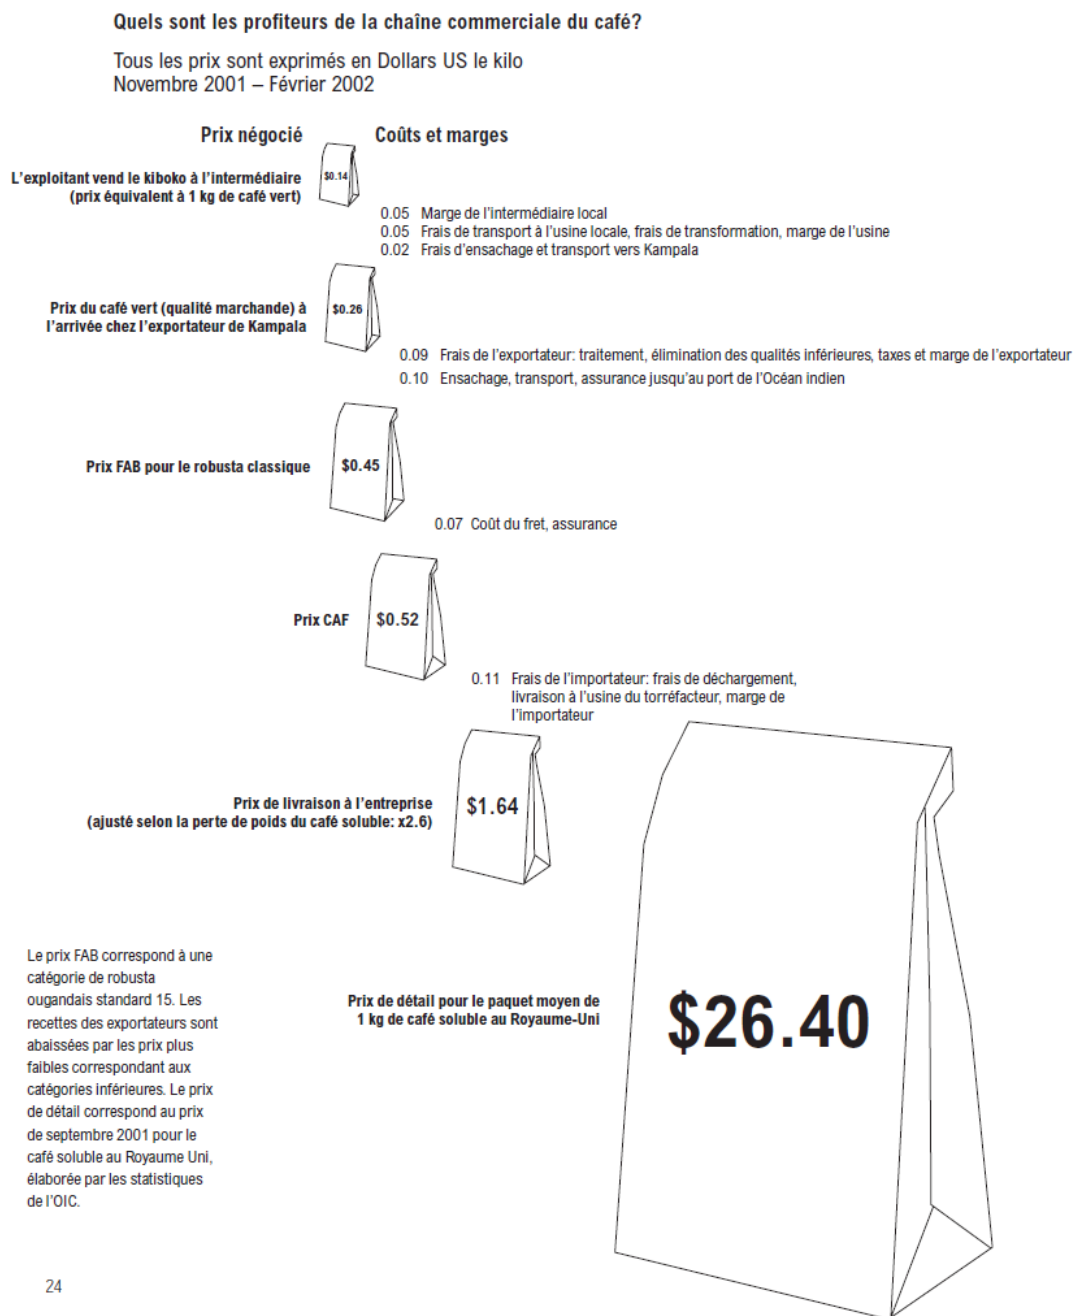 Quels sont les profiteurs de la chaîne commerciale du café?
Tous les prix sont exprimés en Dollars US le kilo
Novembre 2001 – Février 2002
Prix négocié
Coûts et marges
L'exploitant vend le kiboko à l'intermédiaire
(prix équivalent à 1 kg de café vert)
$0.14
0.05 Marge de l'intermédiaire local
0.05 Frais de transport à l'usine locale, frais de transformation, marge de l'usine
0.02 Frais d'ensachage et transport vers Kampala
Prix du café vert (qualité marchande) à
l'arrivée chez l'exportateur de Kampala
$0.26
0.09 Frais de l'exportateur: traitement, élimination des qualités inférieures, taxes et marge de l'exportateur
0.10 Ensachage, transport, assurance jusqu'au port de l'Océan indien
Prix FAB pour le robusta classique
$0.45
0.07 Coût du fret, assurance
Prix CAF
$0.52
0.11 Frais de l'importateur: frais de déchargement,
livraison à l'usine du torréfacteur, marge de
l'importateur
Prix de livraison à l'entreprise
(ajusté selon la perte de poids du café soluble: x2.6)
$1.64
Prix de détail pour le paquet moyen de
1 kg de café soluble au Royaume-Uni
$26.40
Le prix FAB correspond à une
catégorie de robusta
ougandais standard 15. Les
recettes des exportateurs sont
abaissées par les prix plus
faibles correspondant aux
catégories inféricures. Le prix
de détail correspond au prix
de septembre 2001 pour le
café soluble au Royaume Uni,
élaborée par les statistiques
de l'OIC.
24